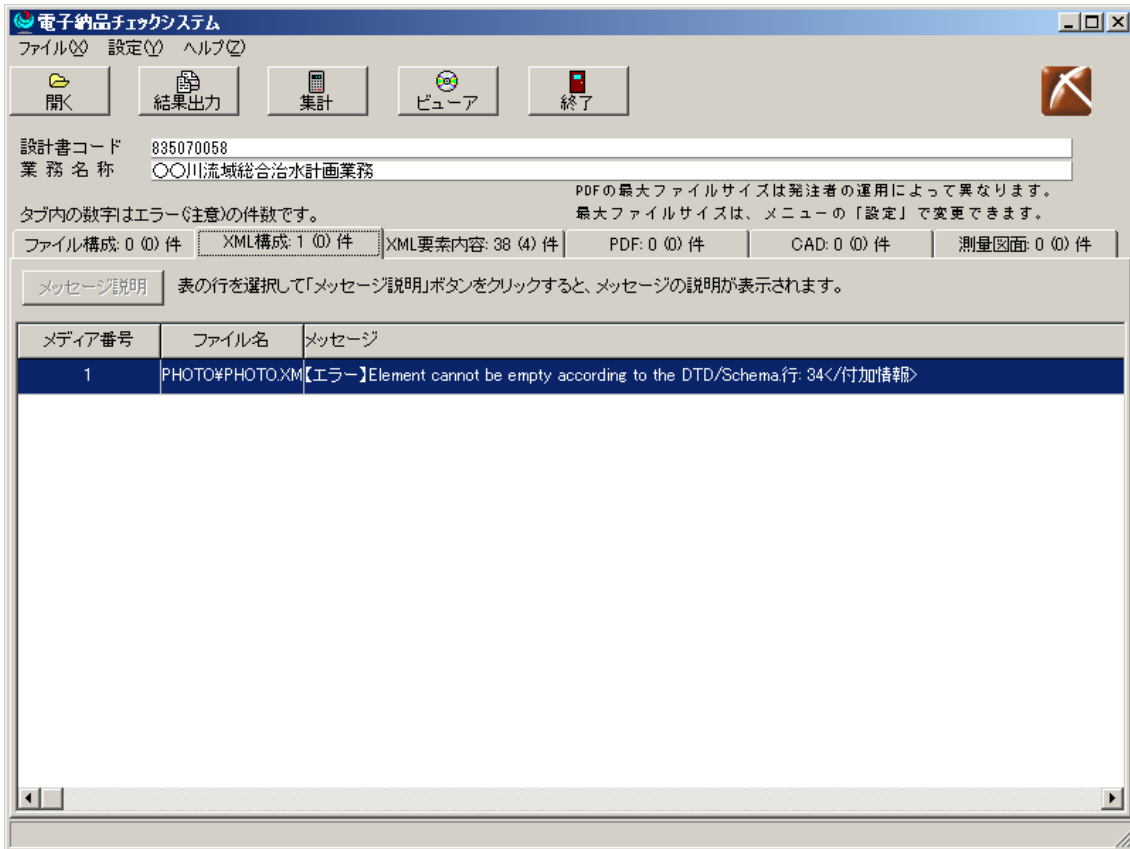 電子納品チェックシステム
ファイル(X) 設定(Y) ヘルプ(Z)
開く 結果出力 集計 ビューア 終了
設計書コード 835070058
業務名称 〇〇川流域総合治水計画業務
PDFの最大ファイルサイズは発注者の運用によって異なります。
タブ内の数字はエラー(注意)の件数です。 最大ファイルサイズは、メニューの「設定」で変更できます。
ファイル構成: 0 (0) 件 XML構成: 1 (0) 件 XML要素内容: 38 (4) 件 PDF: 0 (0) 件 CAD: 0 (0) 件 測量図面: 0 (0) 件
メッセージ説明 表の行を選択して「メッセージ説明」ボタンをクリックすると、メッセージの説明が表示されます。
メディア番号 ファイル名 メッセージ
1 PHOTO¥PHOTO.XM 【エラー】Element cannot be empty according to the DTD/Schema.行: 34</付加情報>